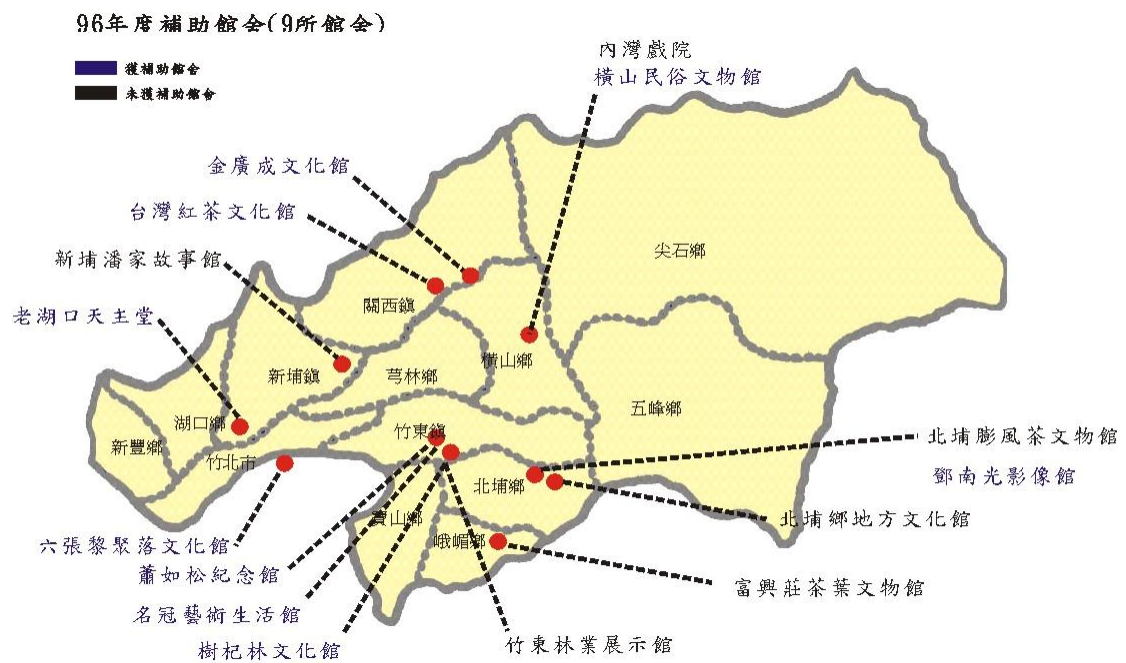 96年度補助館舍(9所館舍)
獲補助館舍
未獲補助館舍
內灣戲院
橫山民俗文物館
金廣成文化館
台灣紅茶文化館
新埔潘家故事館
老湖口天主堂
尖石鄉
關西鎮
橫山鄉
新埔鎮
芎林鄉
五峰鄉
湖口鄉
竹東鎮
新豐鄉
竹北市
北埔膨風茶文物館
鄧南光影像館
北埔鄉
寶山鄉
北埔鄉地方文化館
峨嵋鄉
六張黎聚落文化館
蕭如松紀念館
富興莊茶葉文物館
名冠藝術生活館
樹杞林文化館
竹東林業展示館